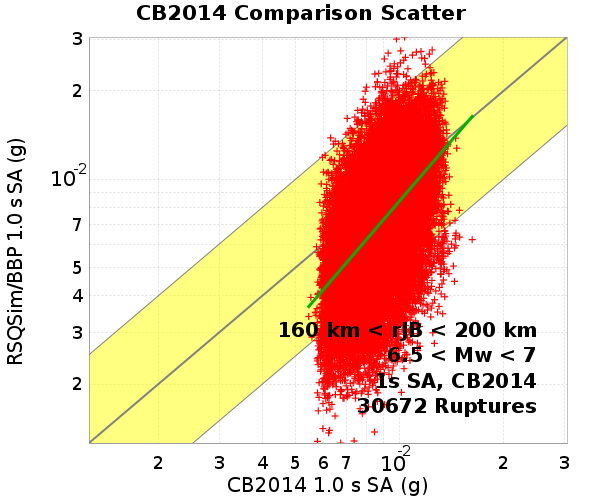 CB2014 Comparison Scatter
RSQSim/BBP 1.0 s SA (g)
3
2
10-2
7
5
4
3
2
160 km < rJB < 200 km
6.5 < Mw < 7
1s SA, CB2014
30672 Ruptures
2 3 4 5 6 7 10-2 2 3
CB2014 1.0 s SA (g)